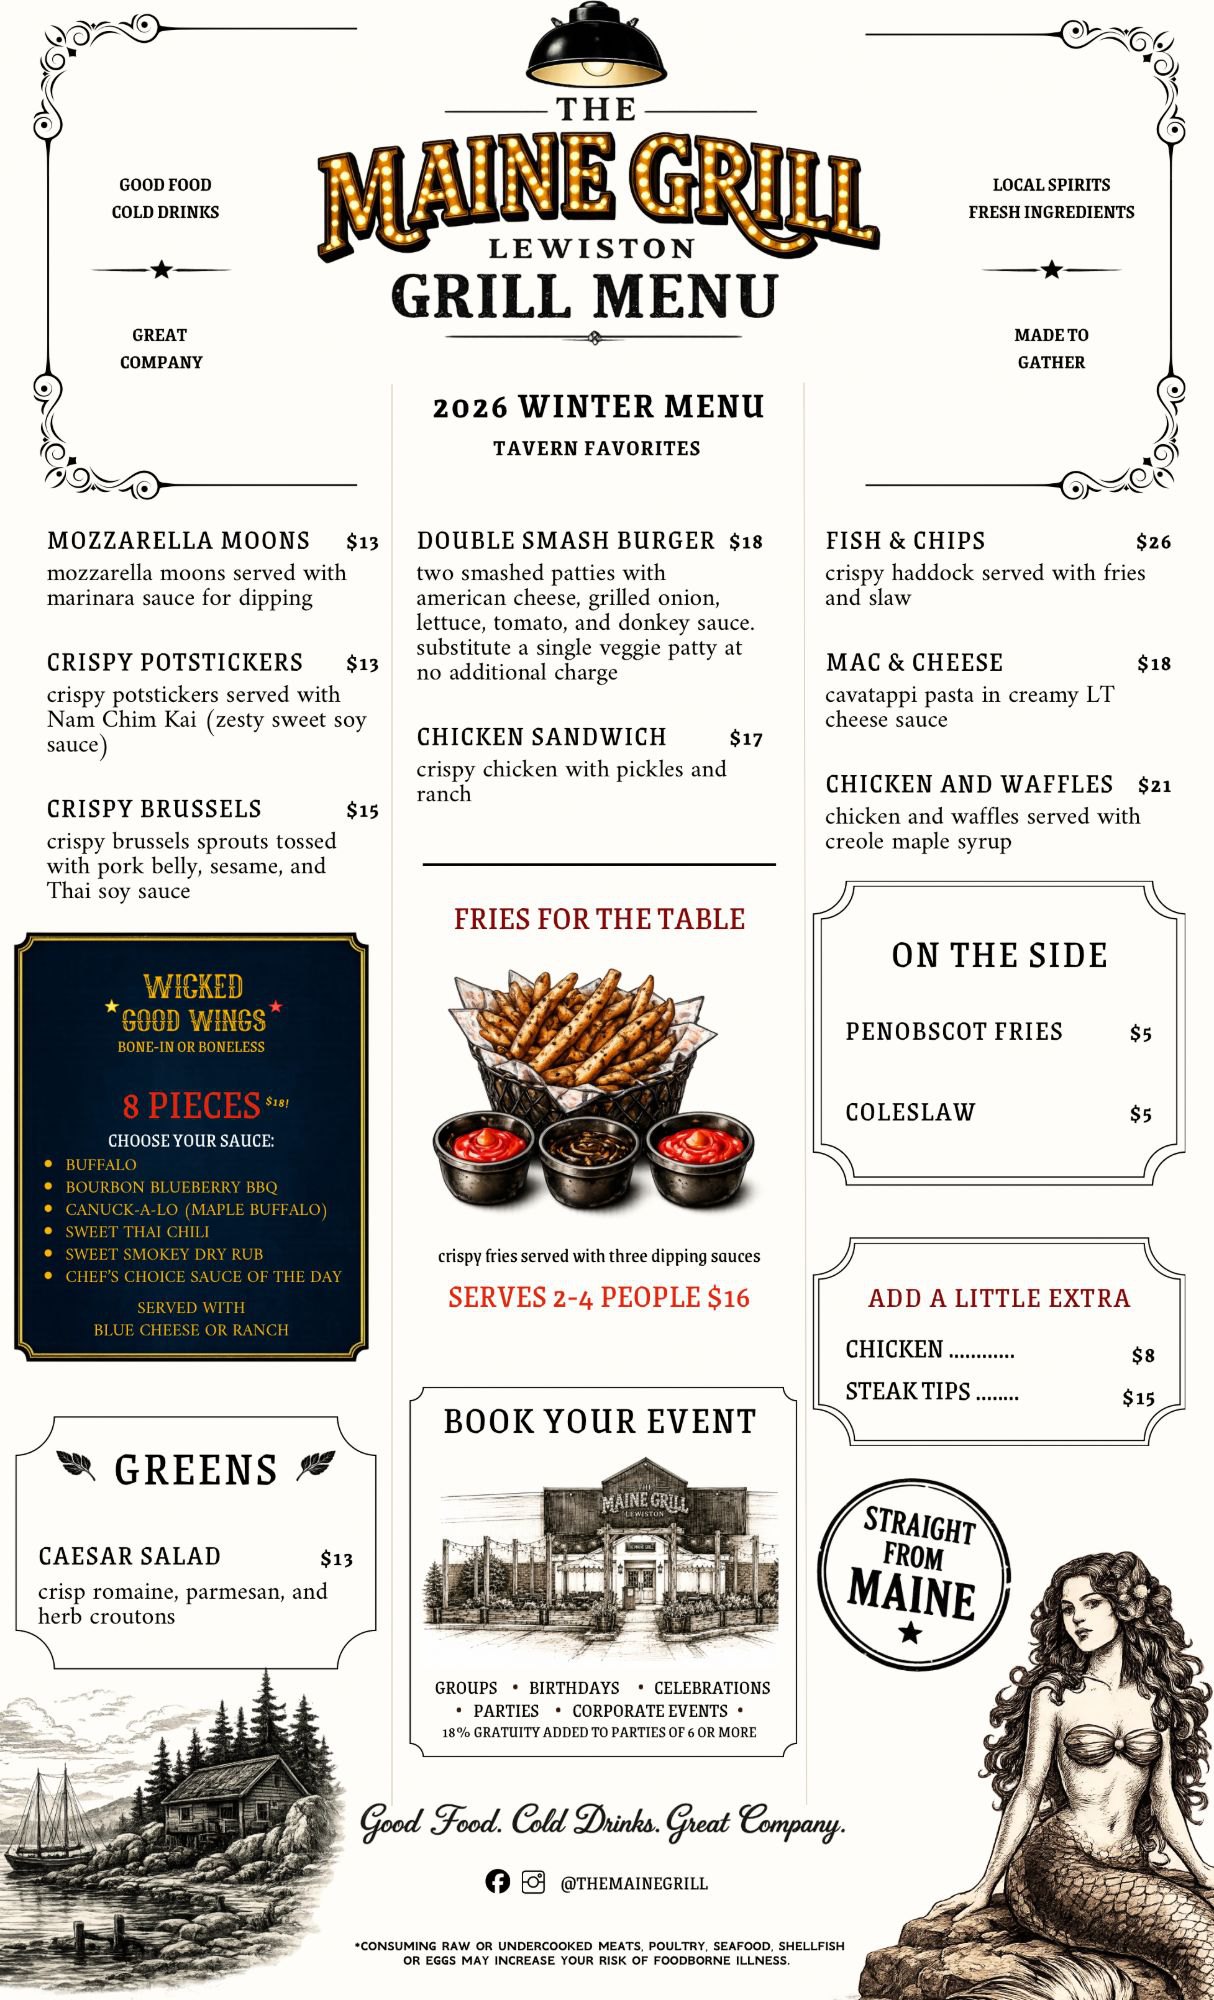 THE
MAINE GRILL
LEWISTON
GRILL MENU
GOOD FOOD
COLD DRINKS
GREAT
COMPANY
LOCAL SPIRITS
FRESH INGREDIENTS
MADE TO
GATHER
2026 WINTER MENU
TAVERN FAVORITES
MOZZARELLA MOONS $13
mozzarella moons served with
marinara sauce for dipping
CRISPY POTSTICKERS $13
crispy potstickers served with
Nam Chim Kai (zesty sweet soy
sauce)
CRISPY BRUSSELS $15
crispy brussels sprouts tossed
with pork belly, sesame, and
Thai soy sauce
WICKED
GOOD WINGS
BONE-IN OR BONELESS
8 PIECES $18!
CHOOSE YOUR SAUCE:
• BUFFALO
• BOURBON BLUEBERRY BBQ
• CANUCK-A-LO (MAPLE BUFFALO)
• SWEET THAI CHILI
• SWEET SMOKEY DRY RUB
• CHEF'S CHOICE SAUCE OF THE DAY
SERVED WITH
BLUE CHEESE OR RANCH
GREENS
CAESAR SALAD $13
crisp romaine, parmesan, and
herb croutons
DOUBLE SMASH BURGER $18
two smashed patties with
american cheese, grilled onion,
lettuce, tomato, and donkey sauce.
substitute a single veggie patty at
no additional charge
CHICKEN SANDWICH $17
crispy chicken with pickles and
ranch
FRIES FOR THE TABLE
crispy fries served with three dipping sauces
SERVES 2-4 PEOPLE $16
BOOK YOUR EVENT
THE
MAINE GRILL
LEWISTON
GROUPS • BIRTHDAYS • CELEBRATIONS
• PARTIES • CORPORATE EVENTS •
18% GRATUITY ADDED TO PARTIES OF 6 OR MORE
FISH & CHIPS $26
crispy haddock served with fries
and slaw
MAC & CHEESE $18
cavatappi pasta in creamy LT
cheese sauce
CHICKEN AND WAFFLES $21
chicken and waffles served with
creole maple syrup
ON THE SIDE
PENOBSCOT FRIES $5
COLESLAW $5
ADD A LITTLE EXTRA
CHICKEN ............ $8
STEAK TIPS ........ $15
STRAIGHT
FROM
MAINE
Good Food. Cold Drinks. Great Company.
@THEMAINEGRILL
*CONSUMING RAW OR UNDERCOOKED MEATS, POULTRY, SEAFOOD, SHELLFISH
OR EGGS MAY INCREASE YOUR RISK OF FOODBORNE ILLNESS.